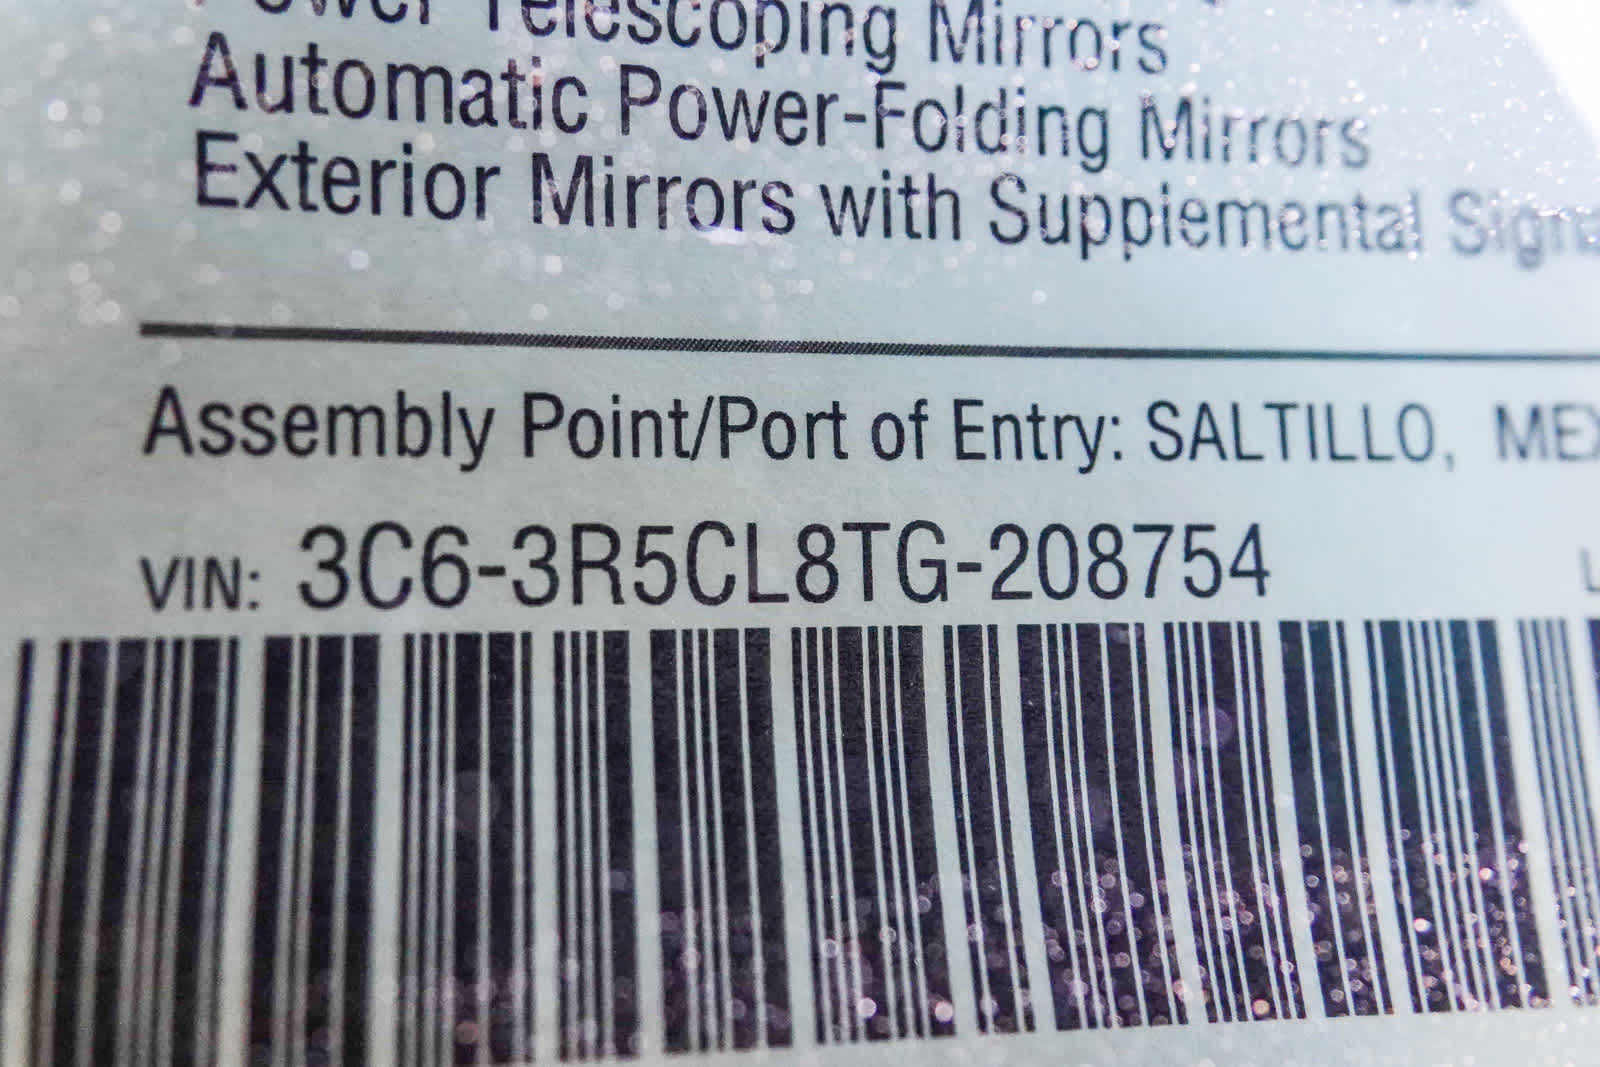 Power Telescoping Mirrors
Automatic Power-Folding Mirrors
Exterior Mirrors with Supplemental
Assembly Point/Port of Entry: SALTILLO,
VIN: 3C6-3R5CL8TG-208754